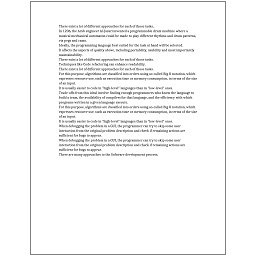 There exist a lot of different approaches for each of those tasks.
In 1206, the Arab engineer Al-Jazari invented a programmable drum machine where a
musical mechanical automaton could be made to play different rhythms and drum patterns,
via pegs and cams.
Ideally, the programming language best suited for the task at hand will be selected.
It affects the aspects of quality above, including portability, usability and most importantly
maintainability.
There exist a lot of different approaches for each of those tasks.
Techniques like Code refactoring can enhance readability.
There exist a lot of different approaches for each of those tasks.
For this purpose, algorithms are classified into orders using so-called Big O notation, which
expresses resource use, such as execution time or memory consumption, in terms of the size
of an input.
It is usually easier to code in "high-level" languages than in "low-level" ones.
Trade-offs from this ideal involve finding enough programmers who know the language to
build a team, the availability of compilers for that language, and the efficiency with which
programs written in a given language execute.
For this purpose, algorithms are classified into orders using so-called Big O notation, which
expresses resource use, such as execution time or memory consumption, in terms of the size
of an input.
It is usually easier to code in "high-level" languages than in "low-level" ones.
When debugging the problem in a GUI, the programmer can try to skip some user
interaction from the original problem description and check if remaining actions are
sufficient for bugs to appear.
When debugging the problem in a GUI, the programmer can try to skip some user
interaction from the original problem description and check if remaining actions are
sufficient for bugs to appear.
There are many approaches to the Software development process.